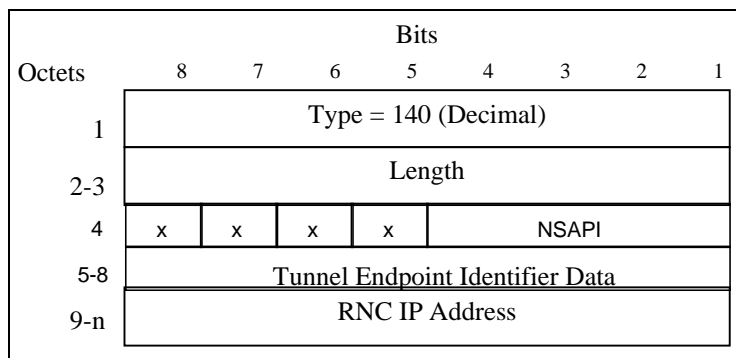 Bits
Octets 8 7 6 5 4 3 2 1
1 Type = 140 (Decimal)
2-3 Length
4 x x x x NSAPI
5-8 Tunnel Endpoint Identifier Data
9-n RNC IP Address